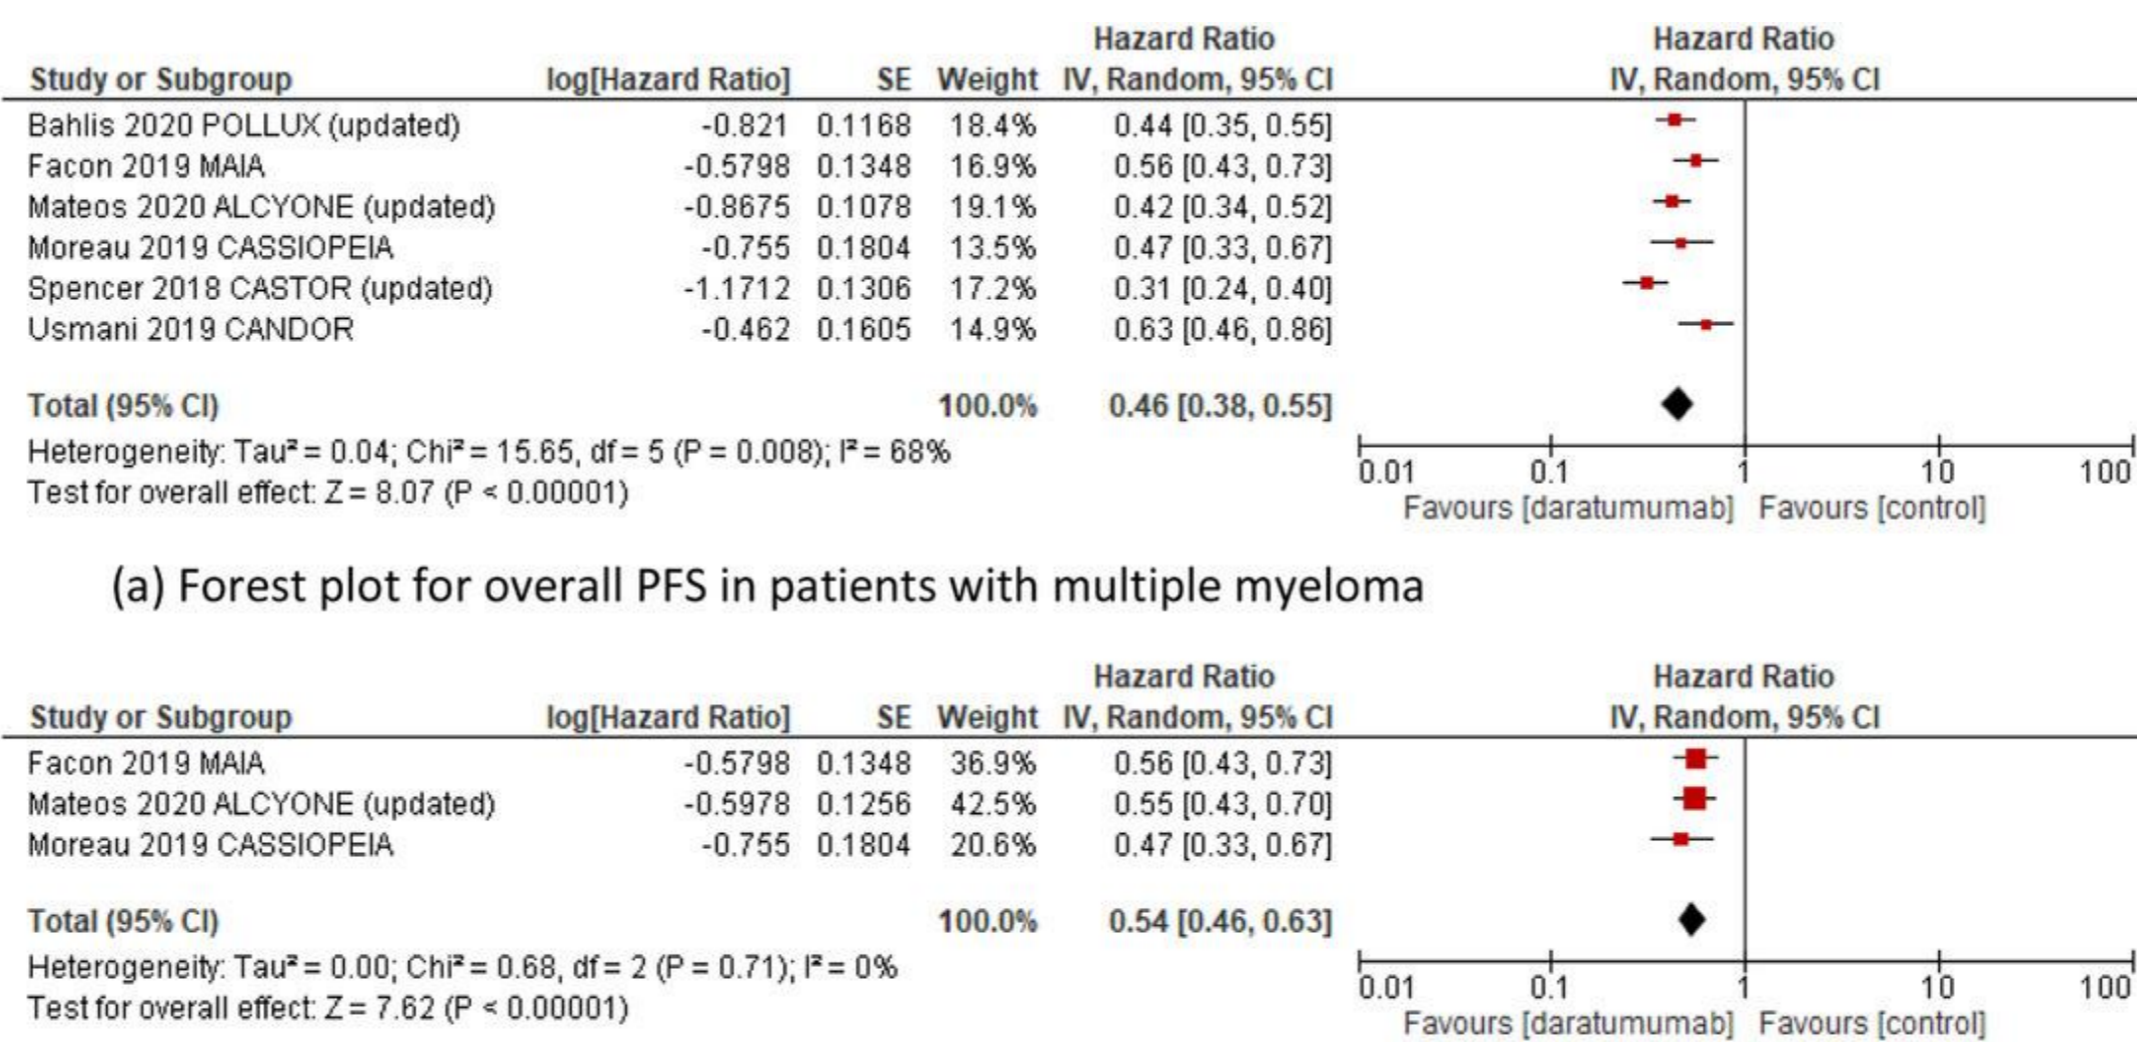 Hazard Ratio Hazard Ratio
Study or Subgroup log[Hazard Ratio] SE Weight IV, Random, 95% CI IV, Random, 95% CI
Bahlis 2020 POLLUX (updated) -0.821 0.1168 18.4% 0.44 [0.35, 0.55]
Facon 2019 MAIA -0.5798 0.1348 16.9% 0.56 [0.43, 0.73]
Mateos 2020 ALCYONE (updated) -0.8675 0.1078 19.1% 0.42 [0.34, 0.52]
Moreau 2019 CASSIOPEIA -0.755 0.1804 13.5% 0.47 [0.33, 0.67]
Spencer 2018 CASTOR (updated) -1.1712 0.1306 17.2% 0.31 [0.24, 0.40]
Usmani 2019 CANDOR -0.462 0.1605 14.9% 0.63 [0.46, 0.86]
Total (95% CI) 100.0% 0.46 [0.38, 0.55]
Heterogeneity: Tau² = 0.04; Chi² = 15.65, df = 5 (P = 0.008); I² = 68%
Test for overall effect: Z = 8.07 (P < 0.00001)
0.01 0.1 1 10 100
Favours [daratumumab] Favours [control]
(a) Forest plot for overall PFS in patients with multiple myeloma
Hazard Ratio Hazard Ratio
Study or Subgroup log[Hazard Ratio] SE Weight IV, Random, 95% CI IV, Random, 95% CI
Facon 2019 MAIA -0.5798 0.1348 36.9% 0.56 [0.43, 0.73]
Mateos 2020 ALCYONE (updated) -0.5978 0.1256 42.5% 0.55 [0.43, 0.70]
Moreau 2019 CASSIOPEIA -0.755 0.1804 20.6% 0.47 [0.33, 0.67]
Total (95% CI) 100.0% 0.54 [0.46, 0.63]
Heterogeneity: Tau² = 0.00; Chi² = 0.68, df = 2 (P = 0.71); I² = 0%
Test for overall effect: Z = 7.62 (P < 0.00001)
0.01 0.1 1 10 100
Favours [daratumumab] Favours [control]